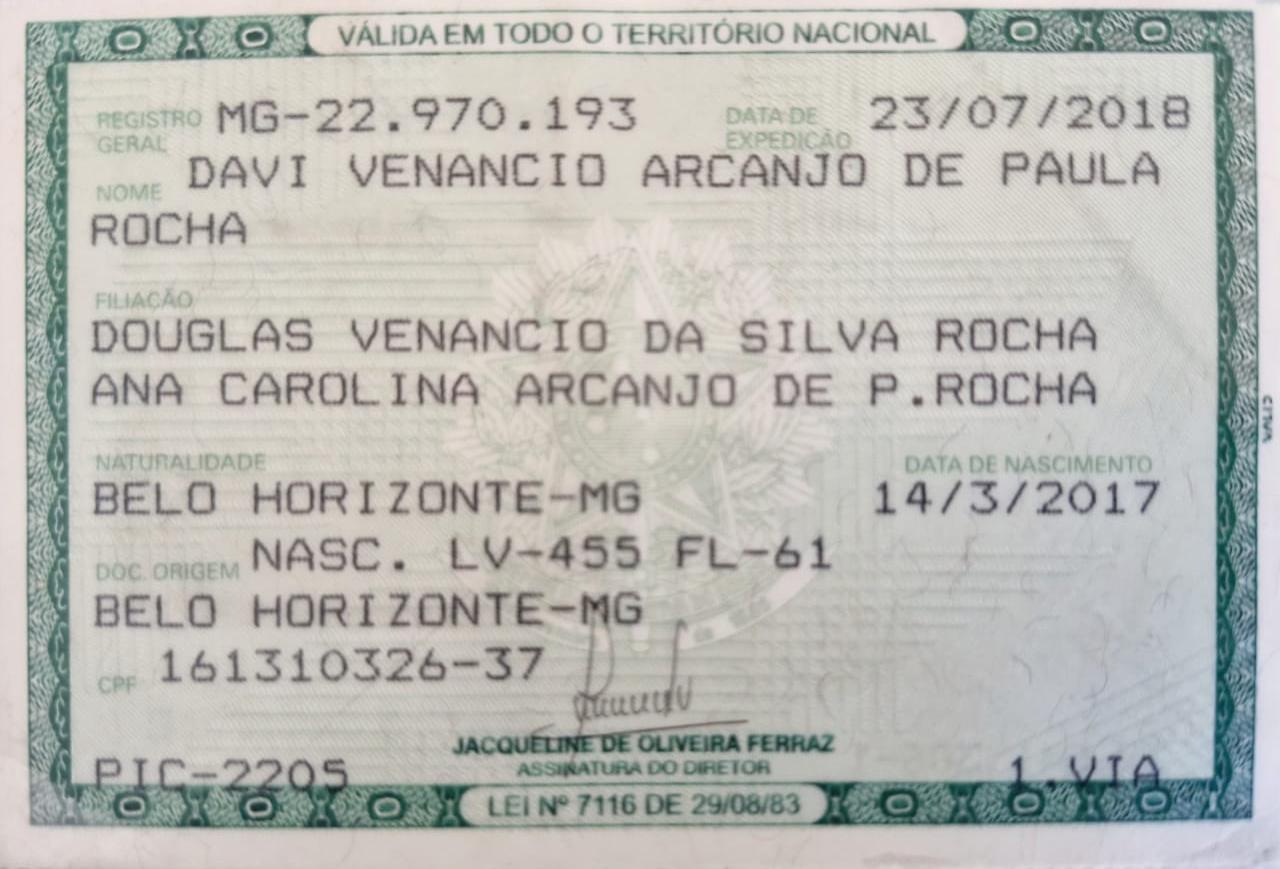 VÁLIDA EM TODO O TERRITÓRIO NACIONAL
REGISTRO GERAL MG-22.970.193 DATA DE EXPEDIÇÃO 23/07/2018
NOME DAVI VENANCIO ARCANJO DE PAULA
ROCHA
FILIAÇÃO
DOUGLAS VENANCIO DA SILVA ROCHA
ANA CAROLINA ARCANJO DE P.ROCHA
NATURALIDADE DATA DE NASCIMENTO
BELO HORIZONTE-MG 14/3/2017
DOC. ORIGEM NASC. LV-455 FL-61
BELO HORIZONTE-MG
CPF 161310326-37
JACQUELINE DE OLIVEIRA FERRAZ
ASSINATURA DO DIRETOR
PIC-2205 1.VIA
LEI Nº 7116 DE 29/08/83